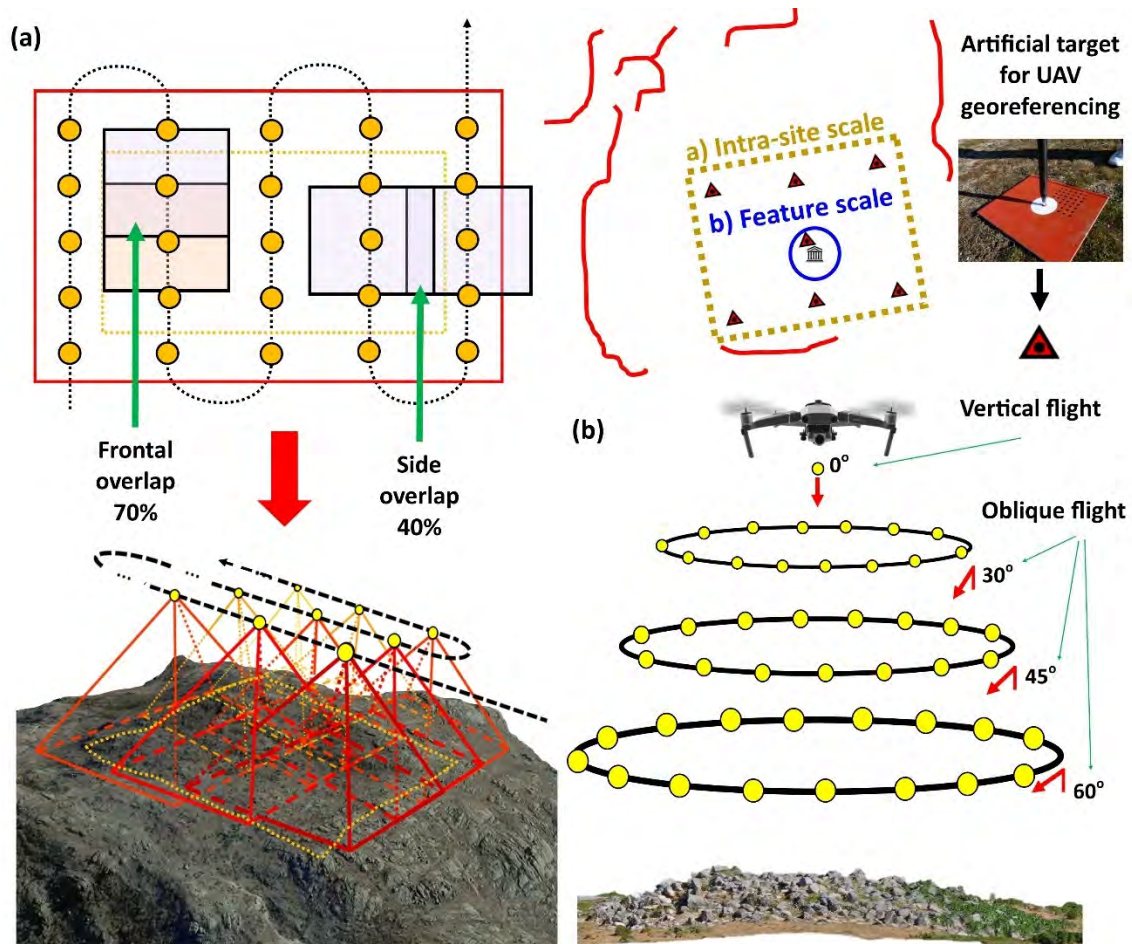 (a)
Frontal
overlap
70%
Side
overlap
40%
a) Intra-site scale
b) Feature scale
Artificial target
for UAV
georeferencing
(b)
Vertical flight
0°
Oblique flight
30°
45°
60°